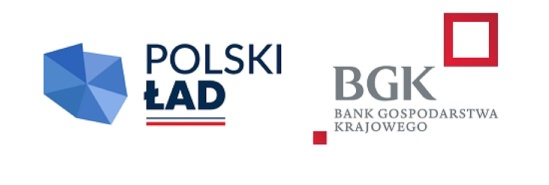 POLSKI
ŁAD
BGK
BANK GOSPODARSTWA
KRAJOWEGO